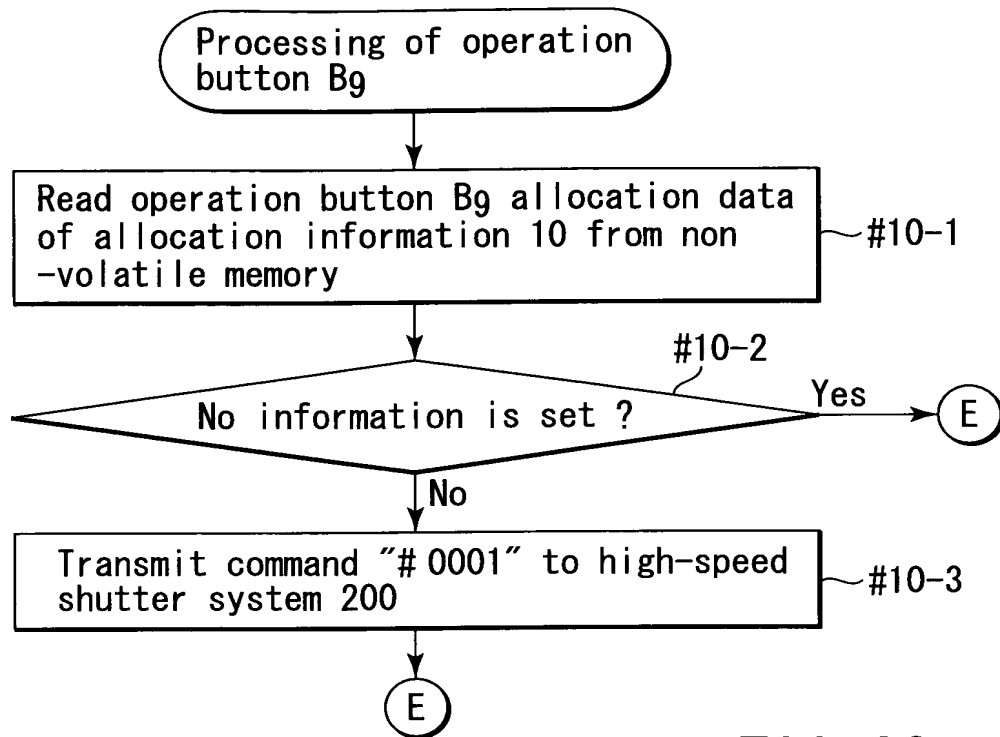 Processing of operation
button B9
Read operation button B9 allocation data
of allocation information 10 from non
-volatile memory
#10-1
#10-2
No information is set ?
Yes
E
No
Transmit command "# 0001" to high-speed
shutter system 200
#10-3
E